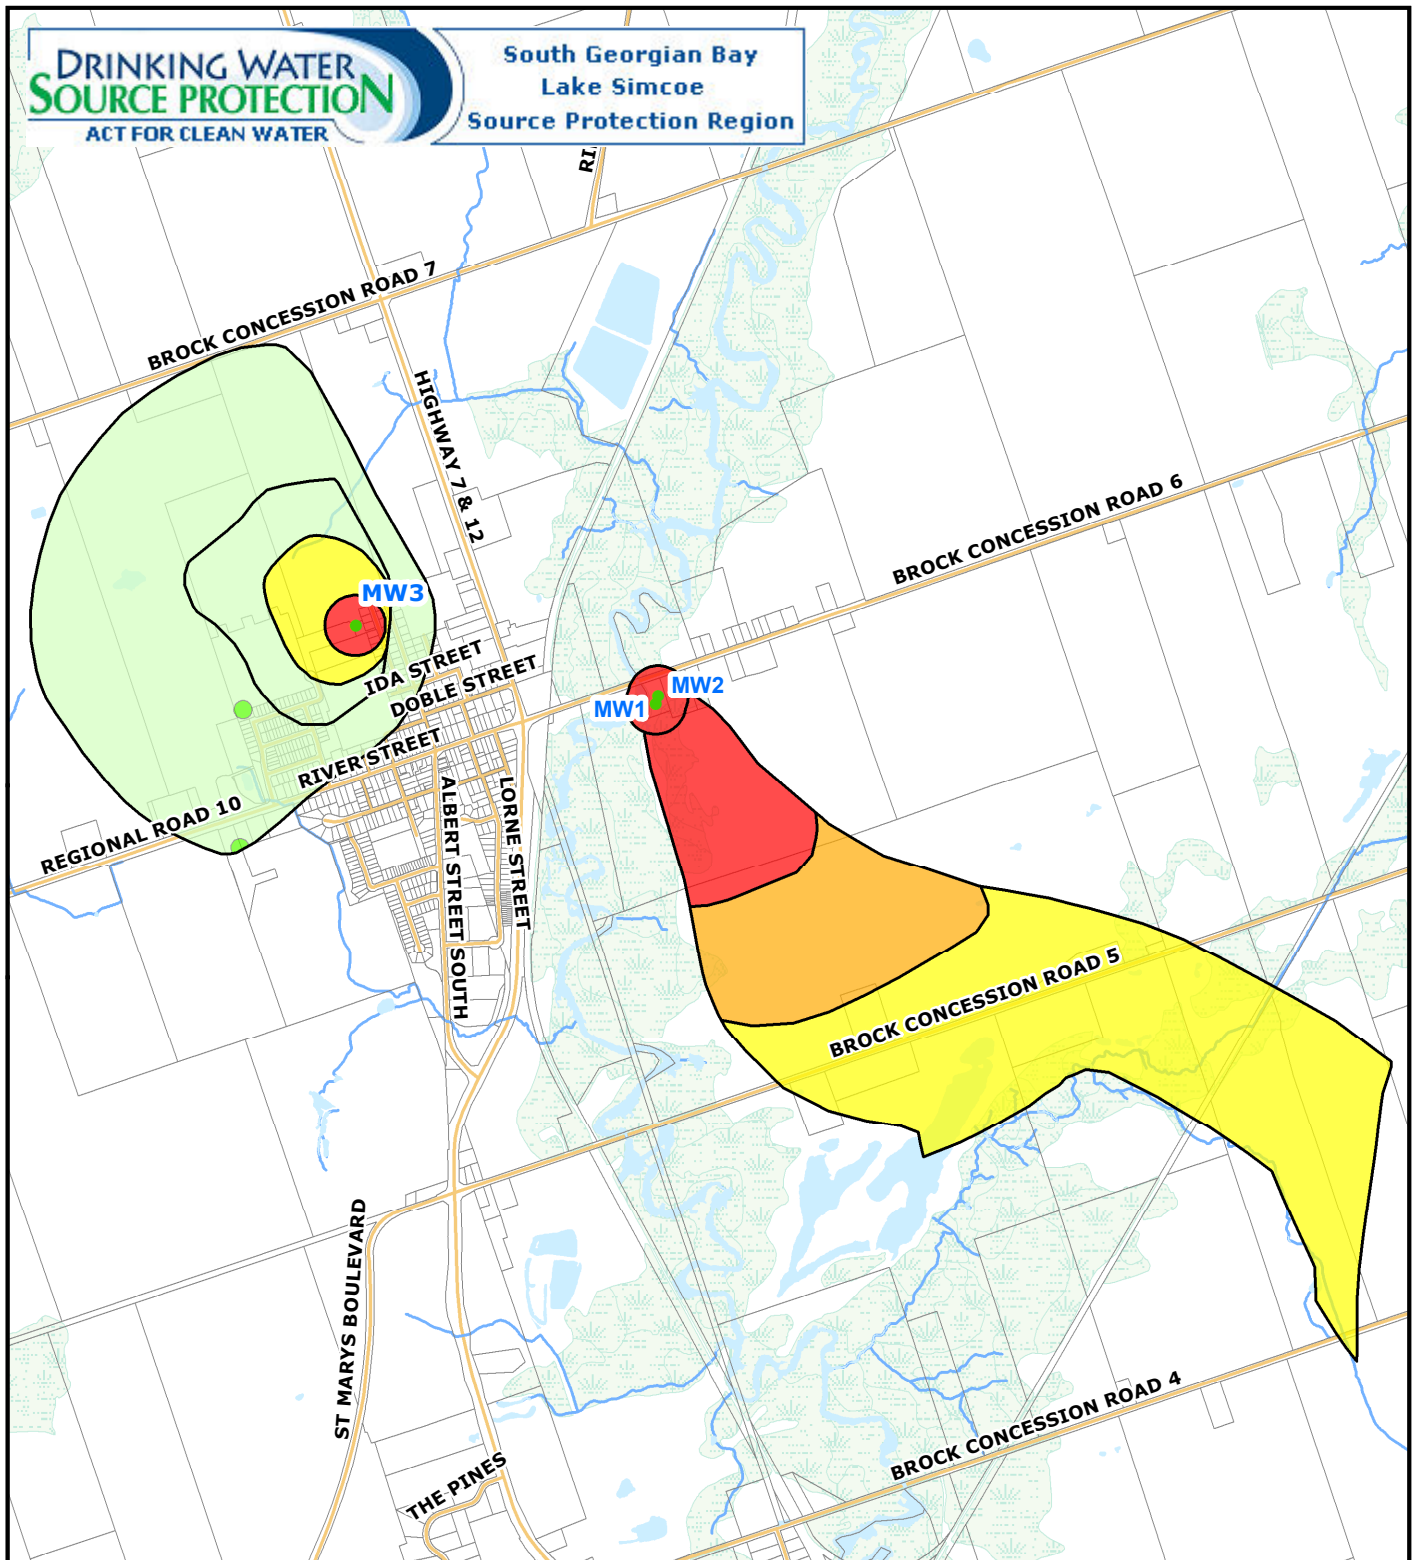 DRINKING WATER
SOURCE PROTECTION
ACT FOR CLEAN WATER
South Georgian Bay
Lake Simcoe
Source Protection Region
RI
BROCK CONCESSION ROAD 7
HIGHWAY 7 & 12
BROCK CONCESSION ROAD 6
MW3
IDA STREET
DOBLE STREET
MW2
MW1
RIVER STREET
REGIONAL ROAD 10
ALBERT STREET SOUTH
LORNE STREET
BROCK CONCESSION ROAD 5
ST MARYS BOULEVARD
BROCK CONCESSION ROAD 4
THE PINES